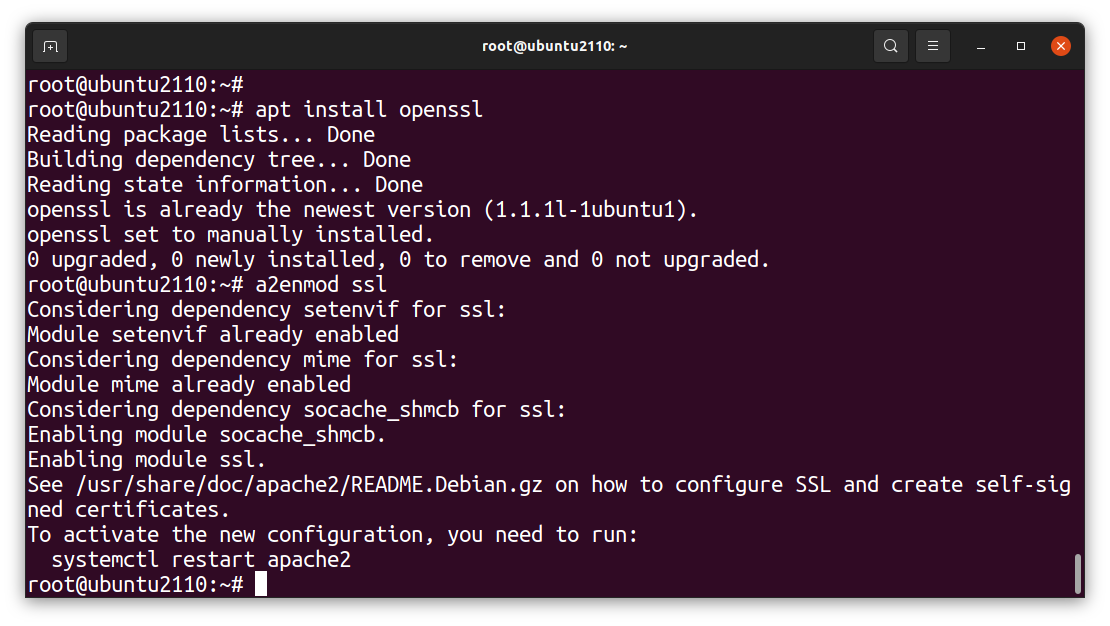 root@ubuntu2110: ~
root@ubuntu2110:~#
root@ubuntu2110:~# apt install openssl
Reading package lists... Done
Building dependency tree... Done
Reading state information... Done
openssl is already the newest version (1.1.1l-1ubuntu1).
openssl set to manually installed.
0 upgraded, 0 newly installed, 0 to remove and 0 not upgraded.
root@ubuntu2110:~# a2enmod ssl
Considering dependency setenvif for ssl:
Module setenvif already enabled
Considering dependency mime for ssl:
Module mime already enabled
Considering dependency socache_shmcb for ssl:
Enabling module socache_shmcb.
Enabling module ssl.
See /usr/share/doc/apache2/README.Debian.gz on how to configure SSL and create self-sig
ned certificates.
To activate the new configuration, you need to run:
  systemctl restart apache2
root@ubuntu2110:~#